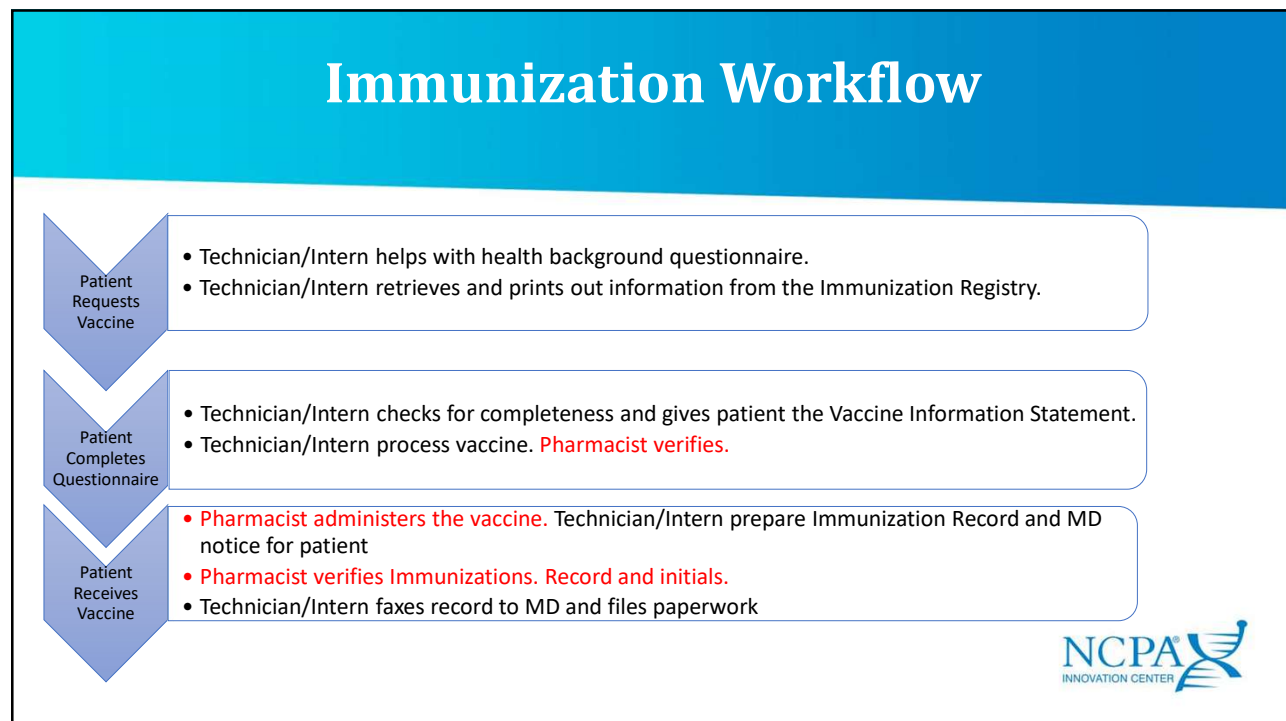 Immunization Workflow
Patient
Requests
Vaccine
• Technician/Intern helps with health background questionnaire.
• Technician/Intern retrieves and prints out information from the Immunization Registry.
Patient
Completes
Questionnaire
• Technician/Intern checks for completeness and gives patient the Vaccine Information Statement.
• Technician/Intern process vaccine. Pharmacist verifies.
Patient
Receives
Vaccine
• Pharmacist administers the vaccine. Technician/Intern prepare Immunization Record and MD
notice for patient
• Pharmacist verifies Immunizations. Record and initials.
• Technician/Intern faxes record to MD and files paperwork
NCPA®
INNOVATION CENTER